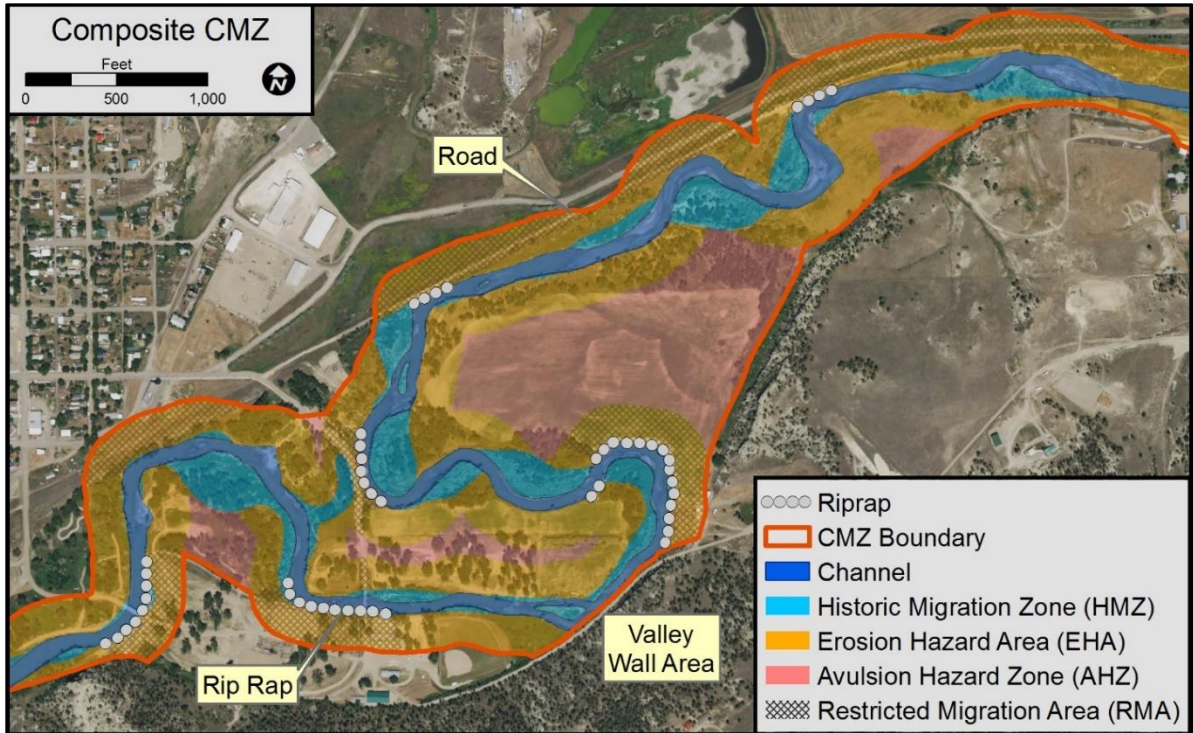 Composite CMZ
Feet
0 500 1,000
N
Road
Rip Rap
Valley
Wall Area
Riprap
CMZ Boundary
Channel
Historic Migration Zone (HMZ)
Erosion Hazard Area (EHA)
Avulsion Hazard Zone (AHZ)
Restricted Migration Area (RMA)